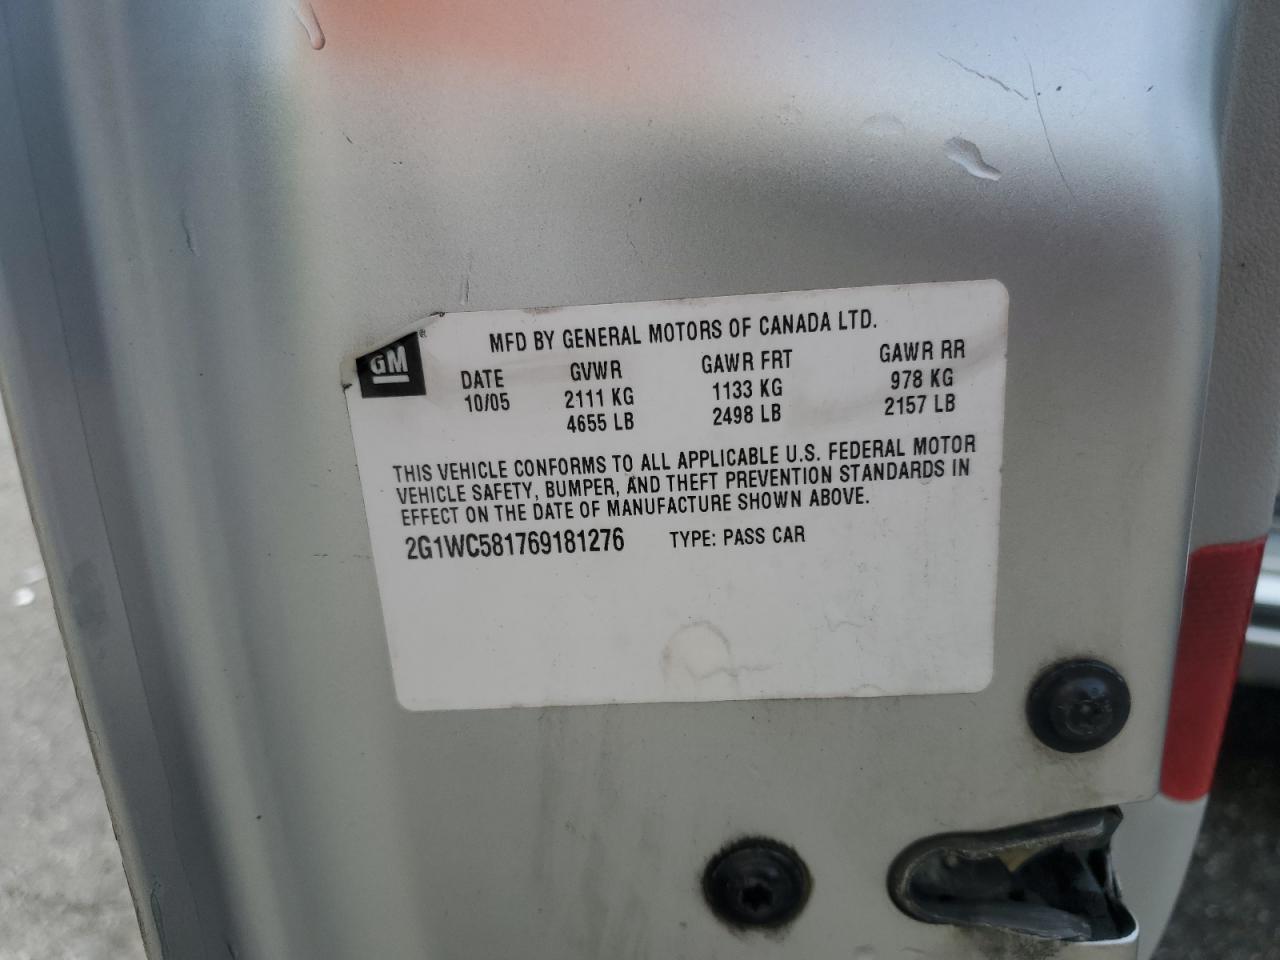 GM®
MFD BY GENERAL MOTORS OF CANADA LTD.
DATE GVWR GAWR FRT GAWR RR
10/05 2111 KG 1133 KG 978 KG
4655 LB 2498 LB 2157 LB
THIS VEHICLE CONFORMS TO ALL APPLICABLE U.S. FEDERAL MOTOR
VEHICLE SAFETY, BUMPER, AND THEFT PREVENTION STANDARDS IN
EFFECT ON THE DATE OF MANUFACTURE SHOWN ABOVE.
2G1WC581769181276 TYPE: PASS CAR